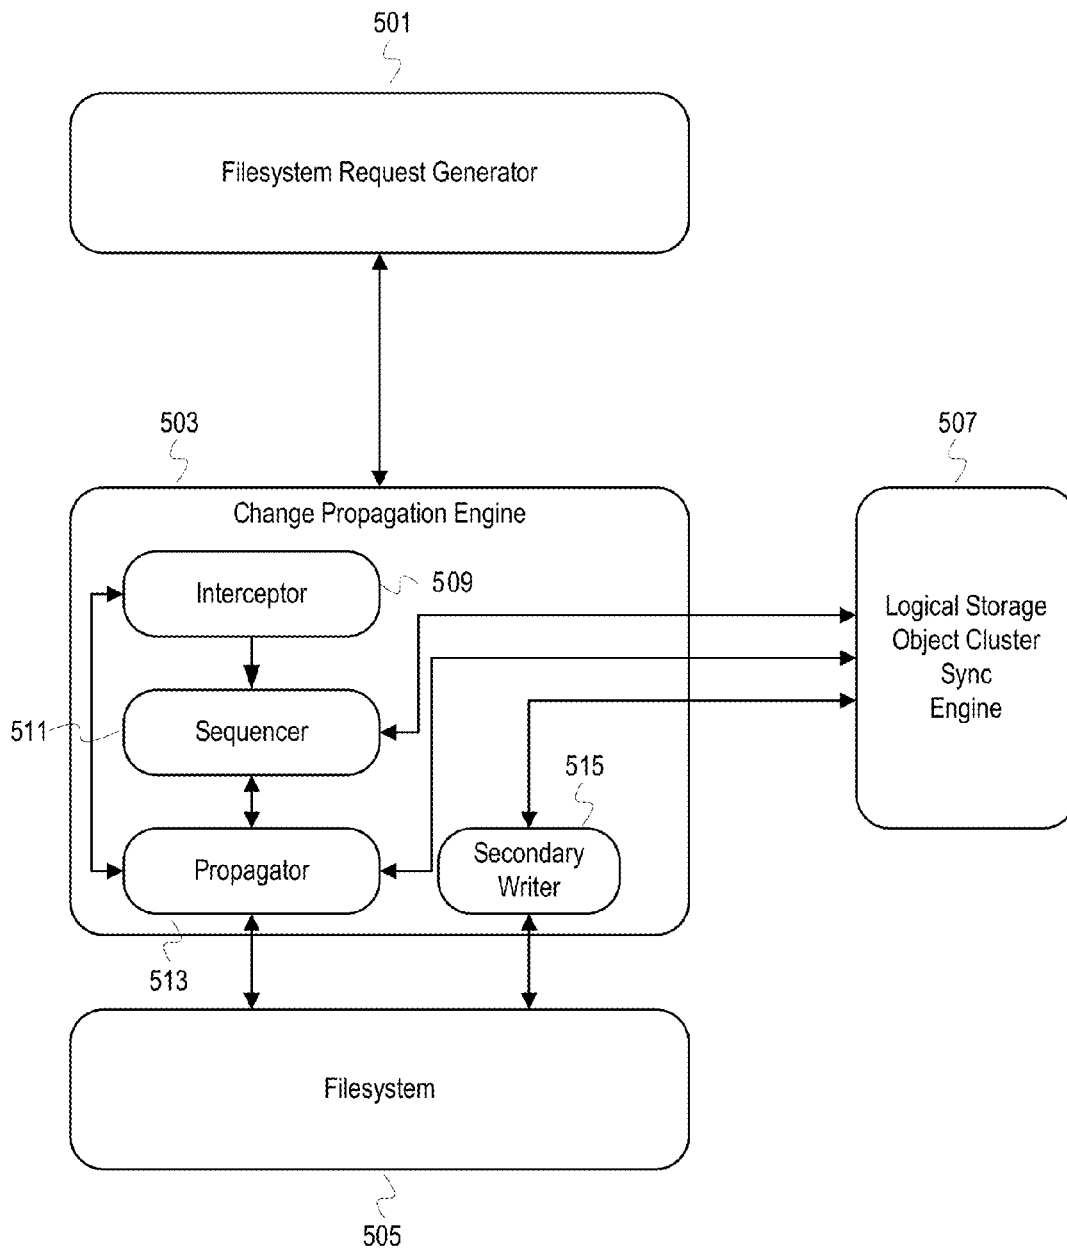 501
Filesystem Request Generator
503
507
Change Propagation Engine
Interceptor
509
Logical Storage
Object Cluster
Sync
Engine
511
Sequencer
515
Propagator
Secondary
Writer
513
Filesystem
505